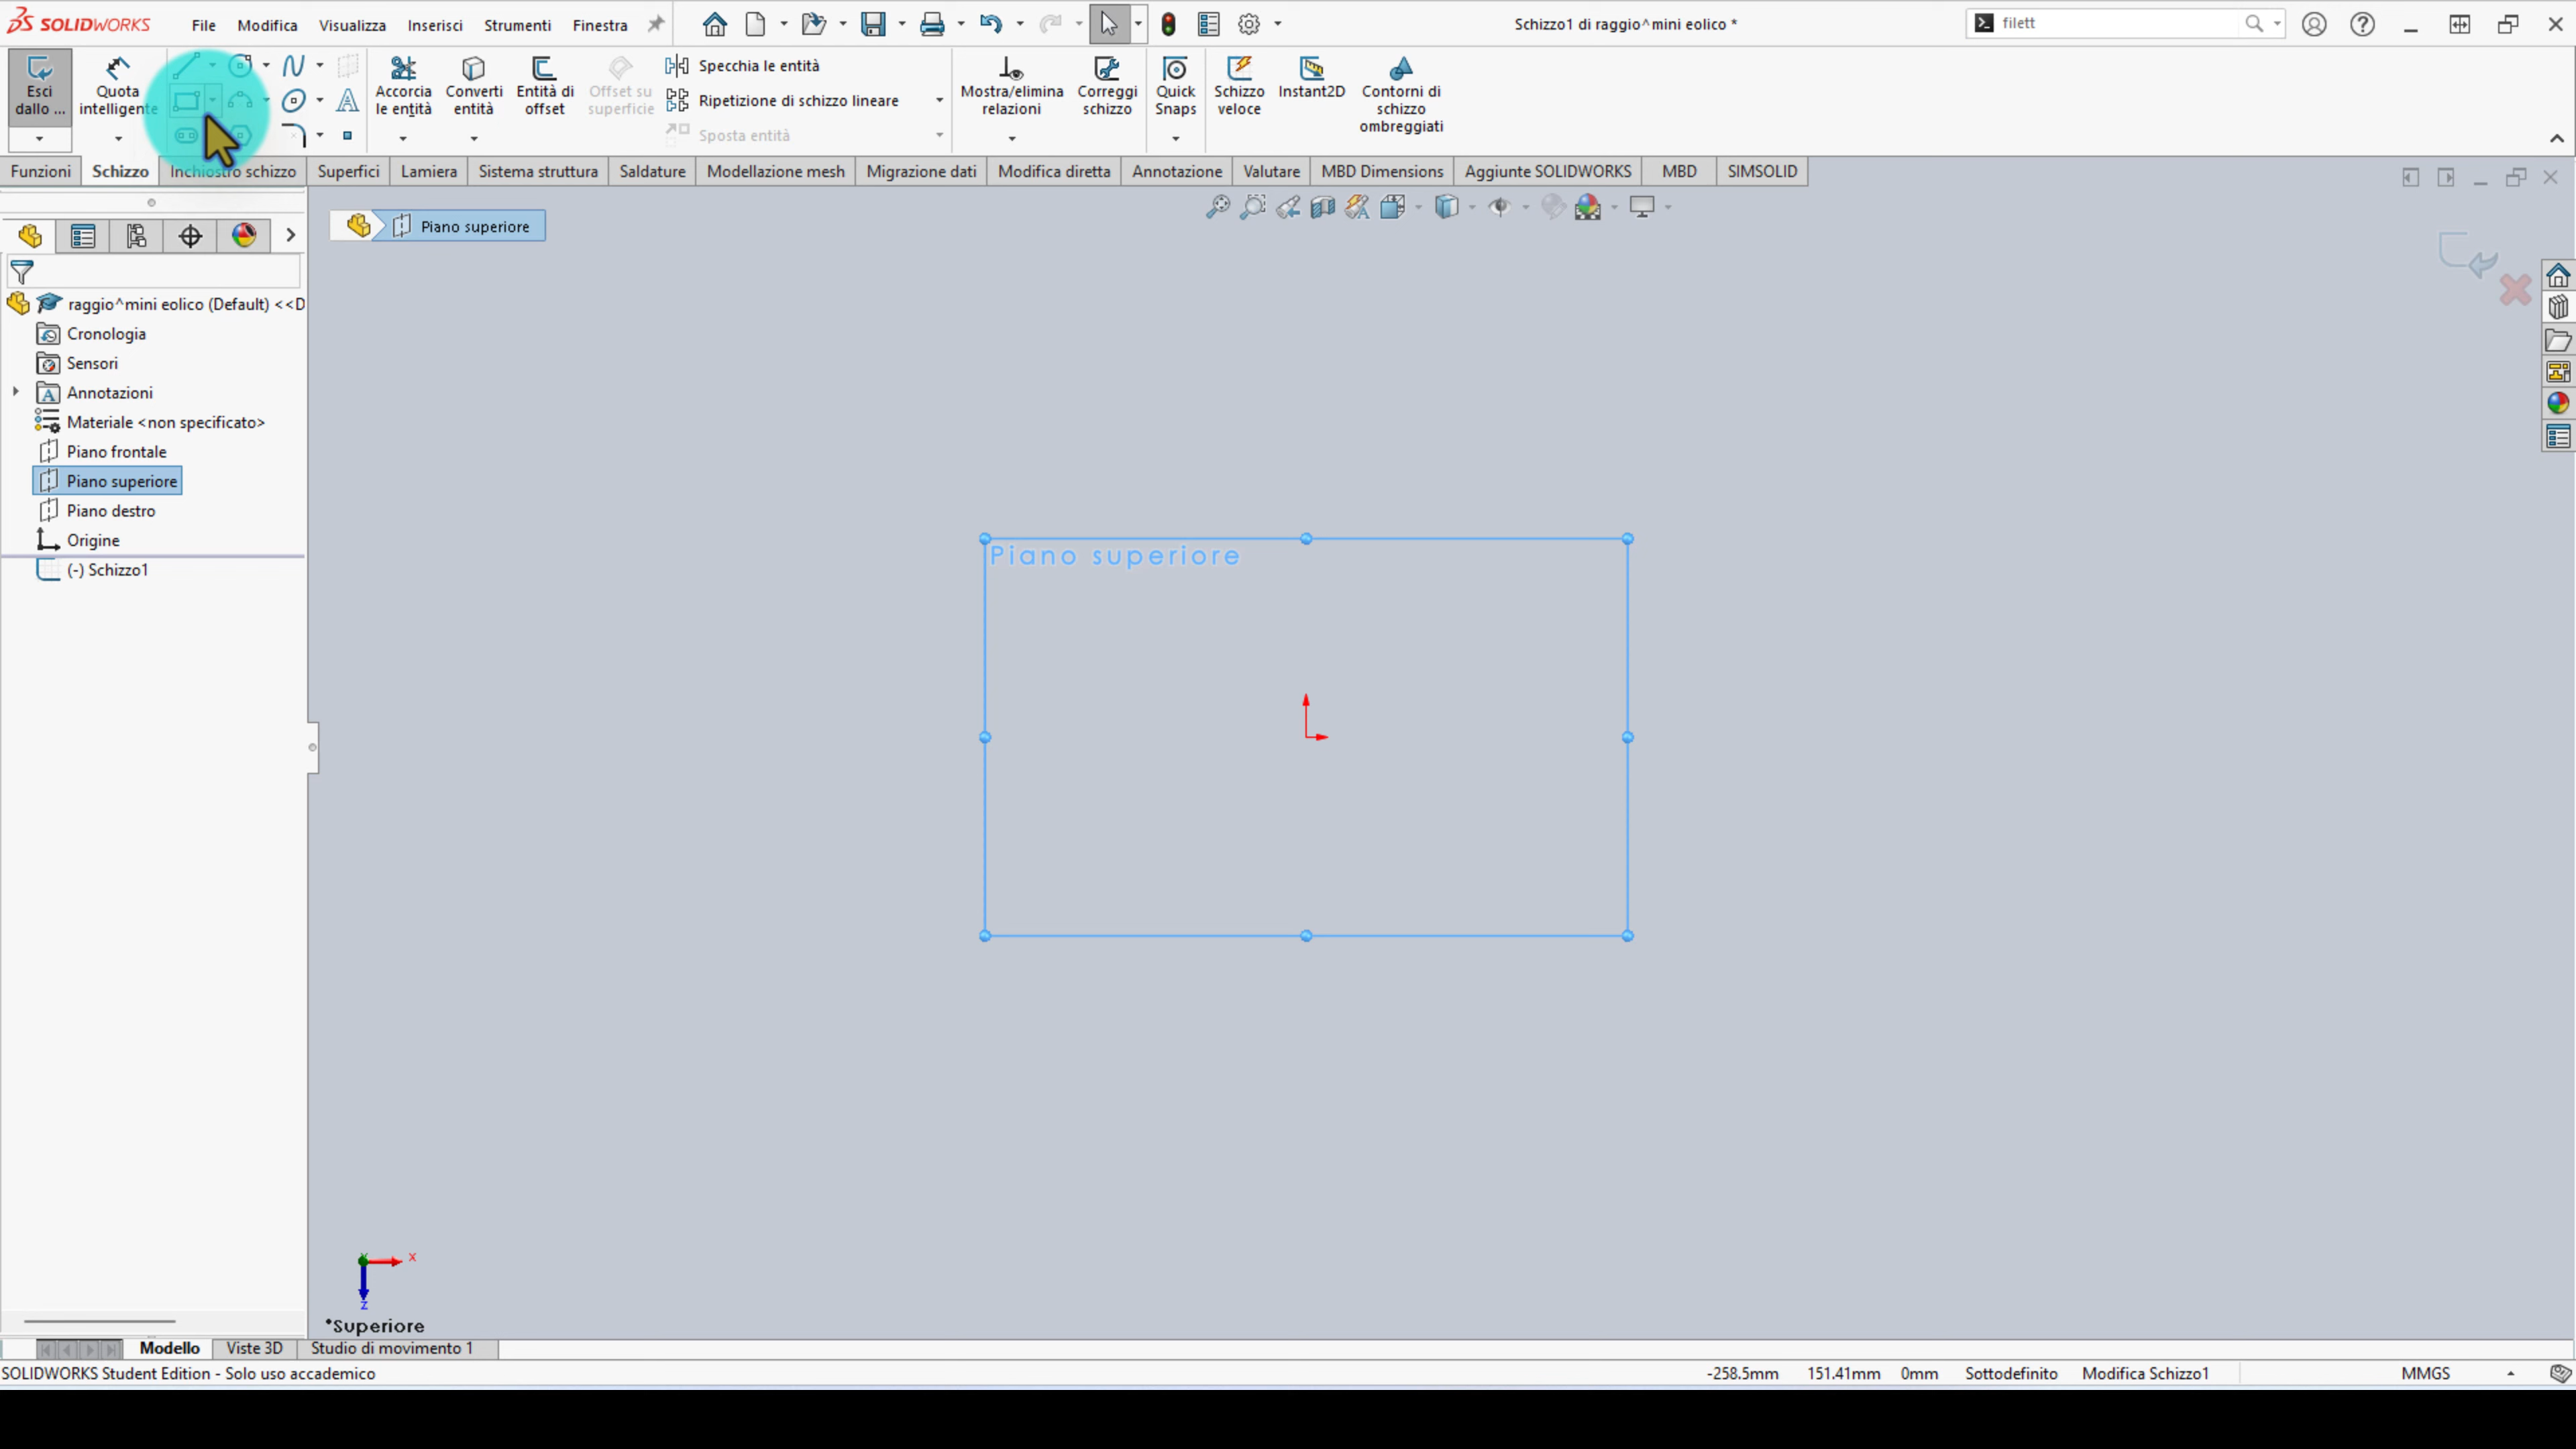 SOLIDWORKS File Modifica Visualizza Inserisci Strumenti Finestra Schizzo1 di raggio^mini eolico * filett
Esci dallo ...
Quota intelligente
Accorcia le entità
Converti entità
Entità di offset
Offset su superficie
Specchia le entità
Ripetizione di schizzo lineare
Sposta entità
Mostra/elimina relazioni
Correggi schizzo
Quick Snaps
Schizzo veloce
Instant2D
Contorni di schizzo ombreggiati
Funzioni Schizzo Inchiostro schizzo Superfici Lamiera Sistema struttura Saldature Modellazione mesh Migrazione dati Modifica diretta Annotazione Valutare MBD Dimensions Aggiunte SOLIDWORKS MBD SIMSOLID
Piano superiore
raggio^mini eolico (Default) <<D
Cronologia
Sensori
Annotazioni
Materiale <non specificato>
Piano frontale
Piano superiore
Piano destro
Origine
(-) Schizzo1
Piano superiore
x
z
*Superiore
Modello Viste 3D Studio di movimento 1
SOLIDWORKS Student Edition - Solo uso accademico -258.5mm 151.41mm 0mm Sottodefinito Modifica Schizzo1 MMGS